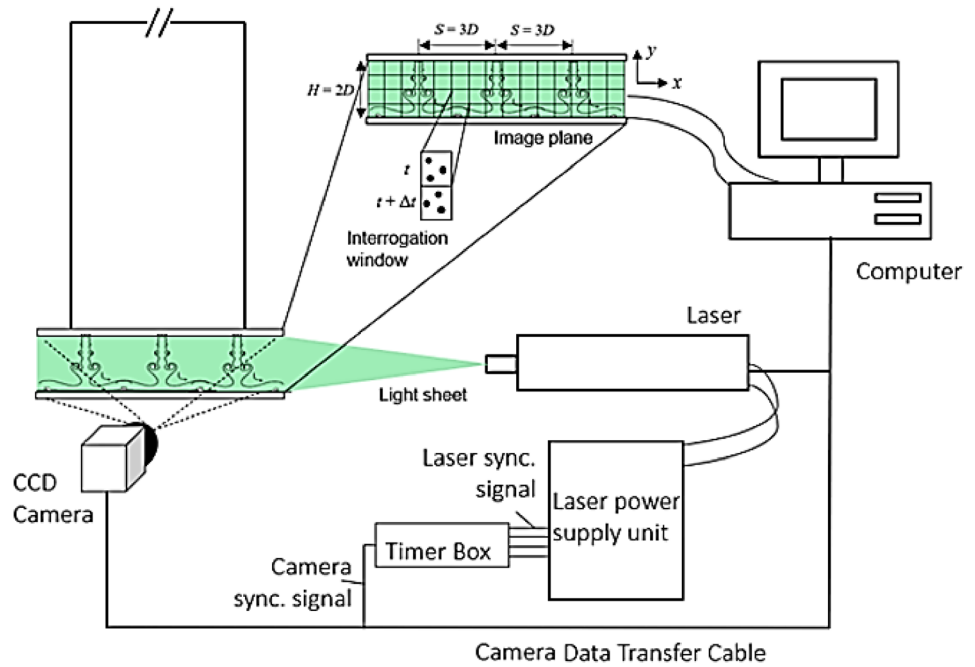 S = 3D
S = 3D
y
x
H = 2D
Image plane
t
t + Δt
Interrogation
window
Computer
Laser
Light sheet
CCD
Camera
Laser sync.
signal
Laser power
supply unit
Timer Box
Camera
sync. signal
Camera Data Transfer Cable